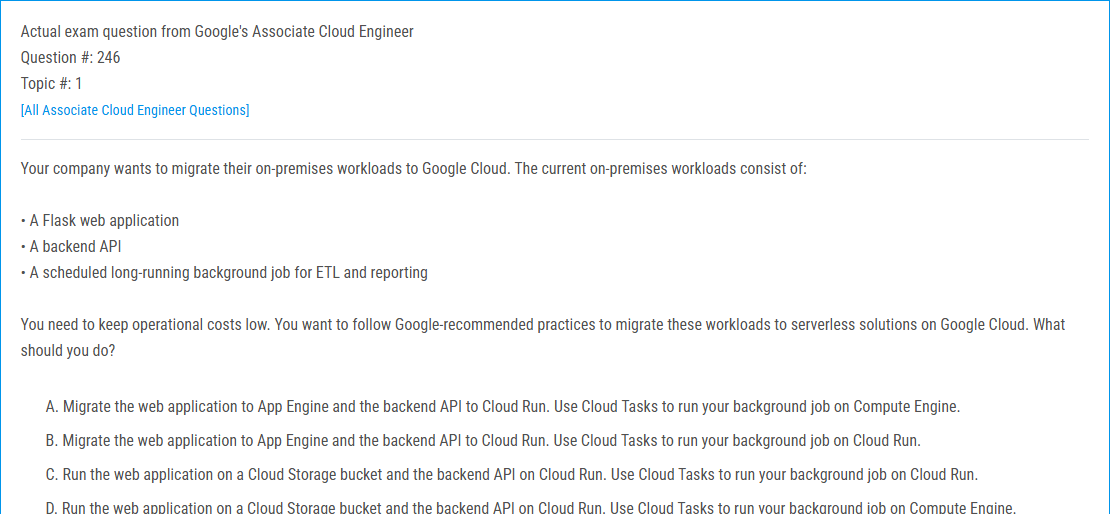 Actual exam question from Google's Associate Cloud Engineer
Question #: 246
Topic #: 1
[All Associate Cloud Engineer Questions]
Your company wants to migrate their on-premises workloads to Google Cloud. The current on-premises workloads consist of:
• A Flask web application
• A backend API
• A scheduled long-running background job for ETL and reporting
You need to keep operational costs low. You want to follow Google-recommended practices to migrate these workloads to serverless solutions on Google Cloud. What
should you do?
A. Migrate the web application to App Engine and the backend API to Cloud Run. Use Cloud Tasks to run your background job on Compute Engine.
B. Migrate the web application to App Engine and the backend API to Cloud Run. Use Cloud Tasks to run your background job on Cloud Run.
C. Run the web application on a Cloud Storage bucket and the backend API on Cloud Run. Use Cloud Tasks to run your background job on Cloud Run.
D. Run the web application on a Cloud Storage bucket and the backend API on Cloud Run. Use Cloud Tasks to run your background job on Compute Engine.